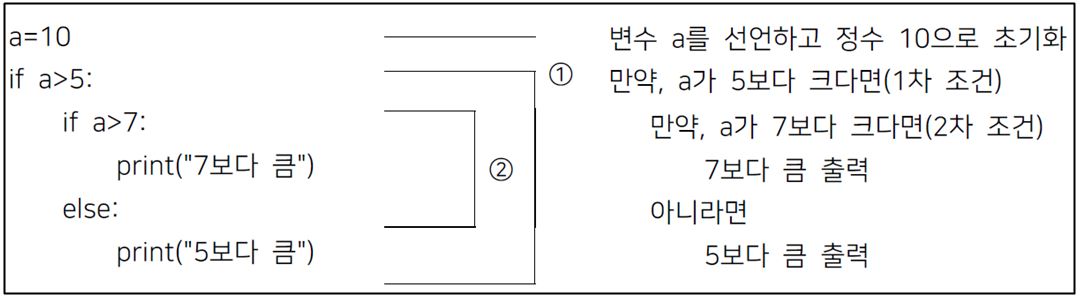 a=10 변수 a를 선언하고 정수 10으로 초기화
if a>5: ① 만약, a가 5보다 크다면(1차 조건)
if a>7: 만약, a가 7보다 크다면(2차 조건)
print("7보다 큼") ② 7보다 큼 출력
else: 아니라면
print("5보다 큼") 5보다 큼 출력